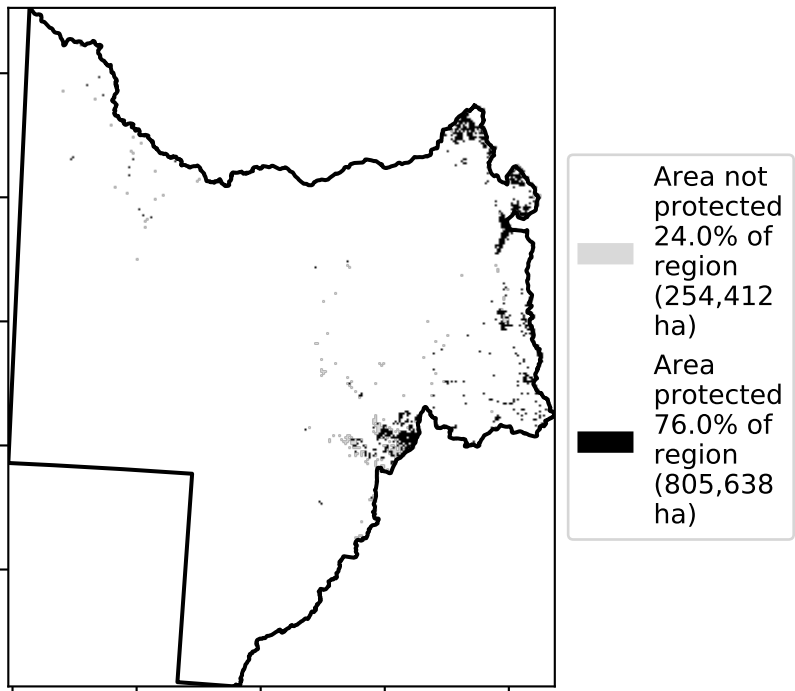 Area not
protected
24.0% of
region
(254,412
ha)
Area
protected
76.0% of
region
(805,638
ha)